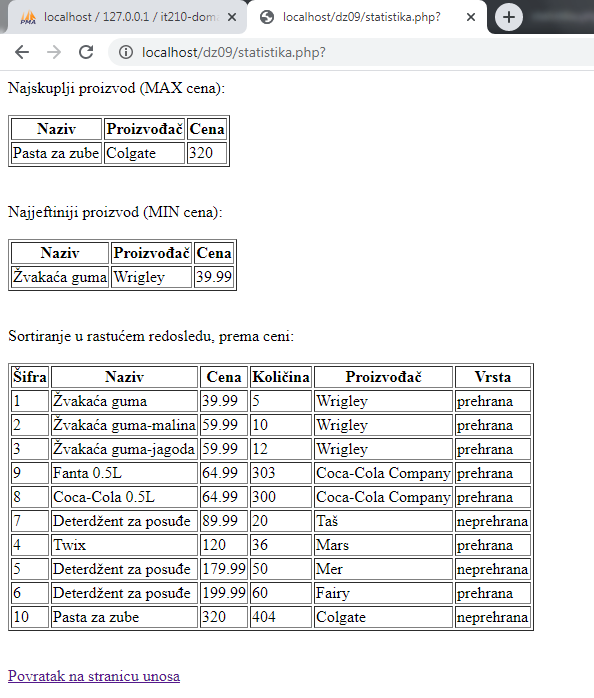 localhost / 127.0.0.1 / it210-dom
localhost/dz09/statistika.php?
localhost/dz09/statistika.php?
Najskuplji proizvod (MAX cena):
Naziv Proizvođač Cena
Pasta za zube Colgate 320
Najjeftiniji proizvod (MIN cena):
Naziv Proizvođač Cena
Žvakaća guma Wrigley 39.99
Sortiranje u rastućem redosledu, prema ceni:
Šifra Naziv Cena Količina Proizvođač Vrsta
1 Žvakaća guma 39.99 5 Wrigley prehrana
2 Žvakaća guma-malina 59.99 10 Wrigley prehrana
3 Žvakaća guma-jagoda 59.99 12 Wrigley prehrana
9 Fanta 0.5L 64.99 303 Coca-Cola Company prehrana
8 Coca-Cola 0.5L 64.99 300 Coca-Cola Company prehrana
7 Deterdžent za posuđe 89.99 20 Taš neprehrana
4 Twix 120 36 Mars prehrana
5 Deterdžent za posuđe 179.99 50 Mer neprehrana
6 Deterdžent za posuđe 199.99 60 Fairy prehrana
10 Pasta za zube 320 404 Colgate neprehrana
Povratak na stranicu unosa